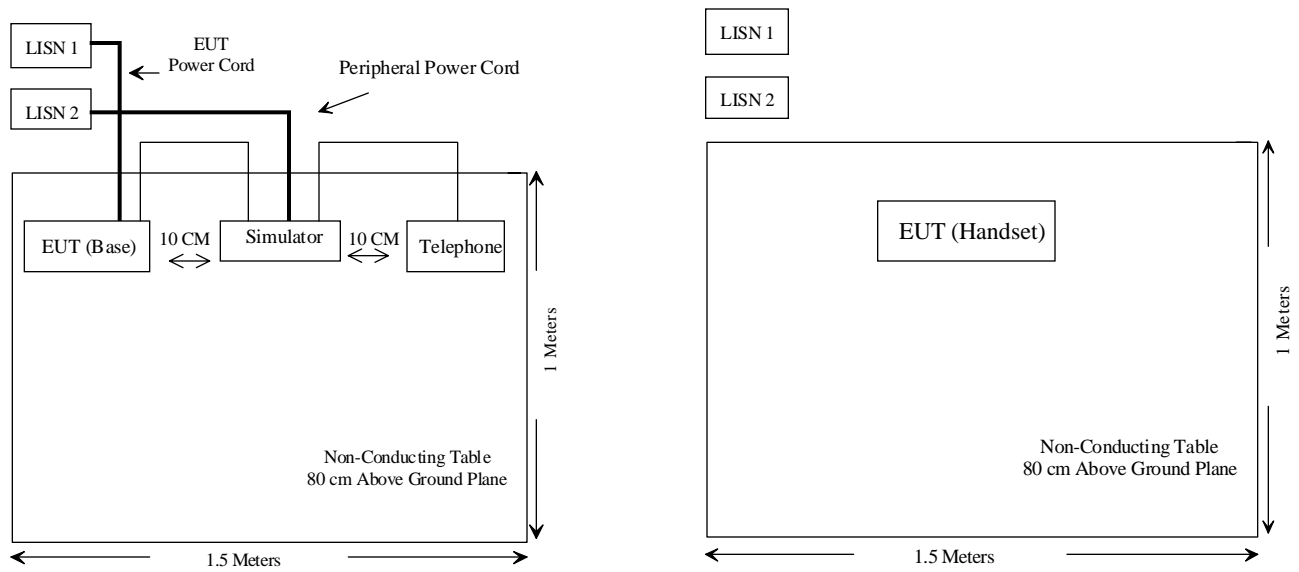 LISN 1
EUT
Power Cord
Peripheral Power Cord
LISN 2
EUT (Base)
10 CM
Simulator
10 CM
Telephone
1 Meters
Non-Conducting Table
80 cm Above Ground Plane
1.5 Meters
LISN 1
LISN 2
EUT (Handset)
1 Meters
Non-Conducting Table
80 cm Above Ground Plane
1.5 Meters